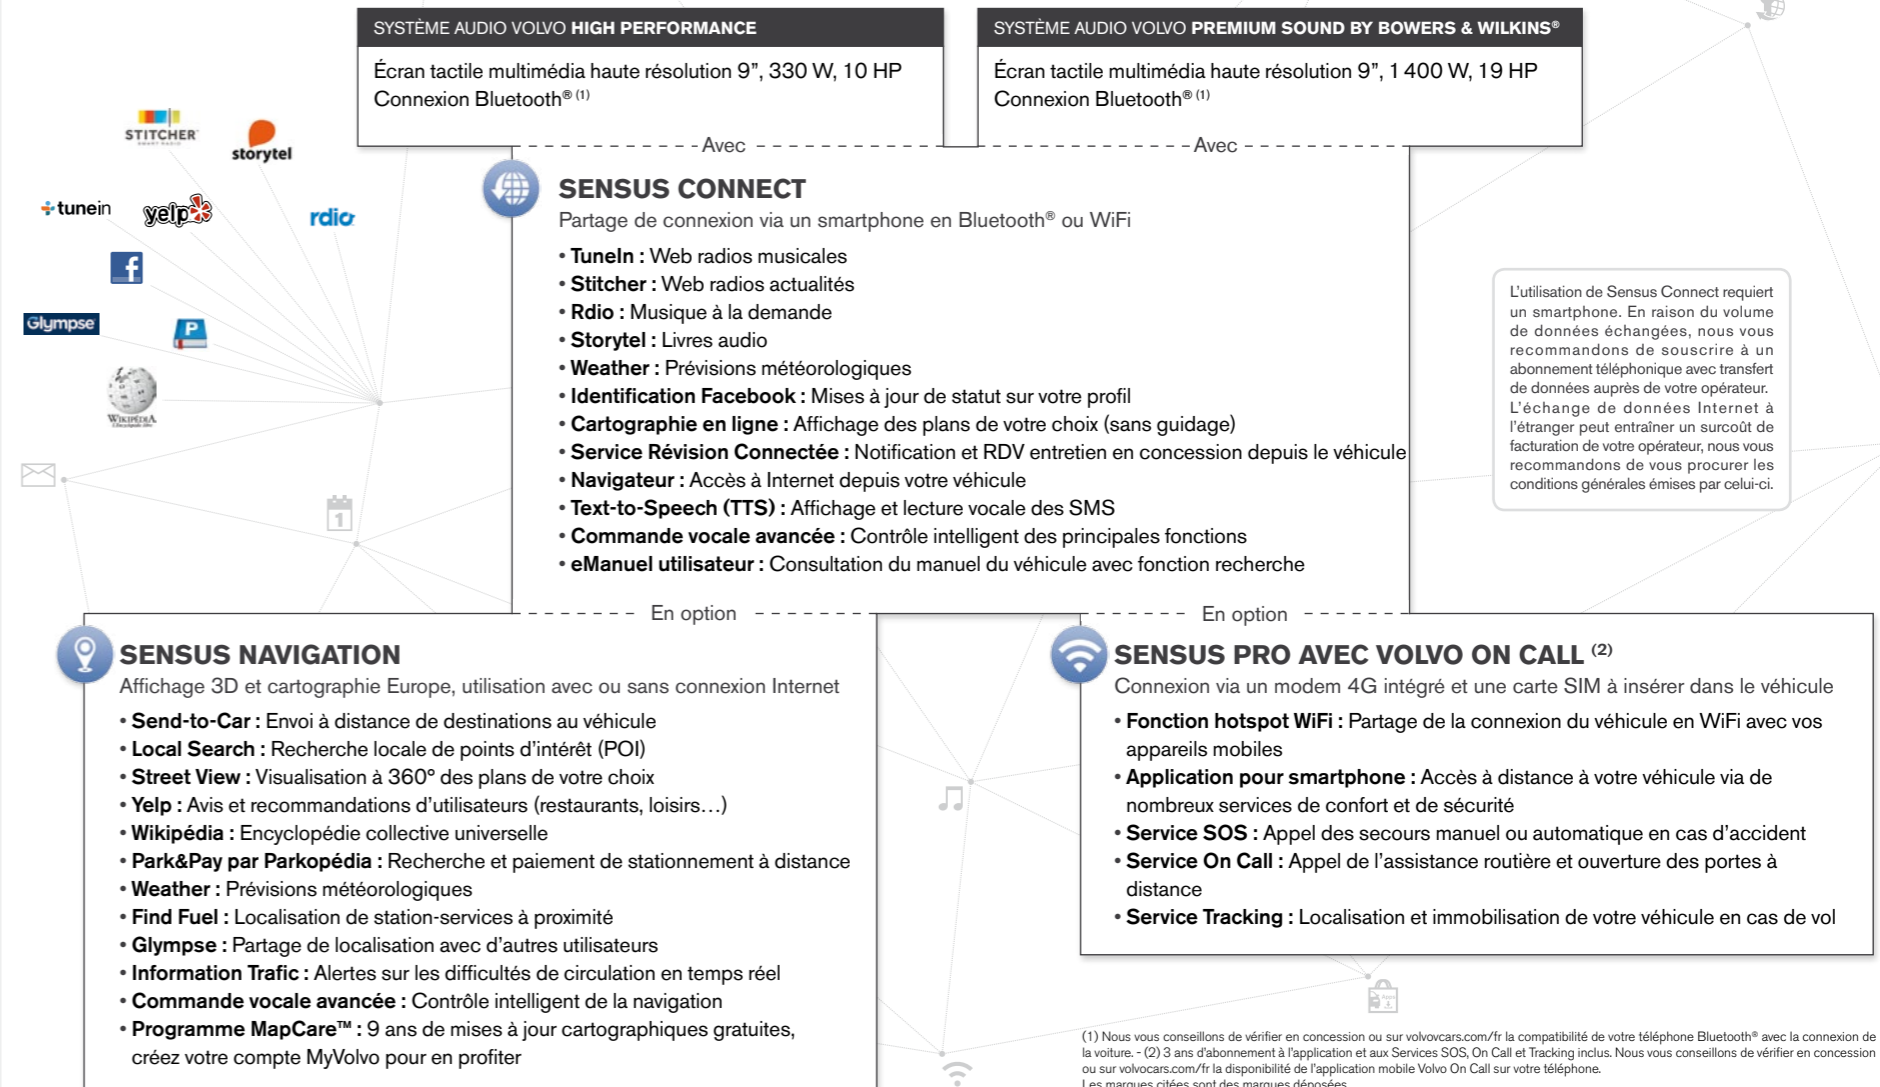 SYSTÈME AUDIO VOLVO HIGH PERFORMANCE
Écran tactile multimédia haute résolution 9”, 330 W, 10 HP
Connexion Bluetooth® (1)
SYSTÈME AUDIO VOLVO PREMIUM SOUND BY BOWERS & WILKINS®
Écran tactile multimédia haute résolution 9”, 1 400 W, 19 HP
Connexion Bluetooth® (1)
Avec
Avec
STITCHER
SMART RADIO
storytel
tunein
yelp
rdio
f
Glympse
P
WIKIPÉDIA
L'Encyclopédie libre
1
SENSUS CONNECT
Partage de connexion via un smartphone en Bluetooth® ou WiFi
• TuneIn : Web radios musicales
• Stitcher : Web radios actualités
• Rdio : Musique à la demande
• Storytel : Livres audio
• Weather : Prévisions météorologiques
• Identification Facebook : Mises à jour de statut sur votre profil
• Cartographie en ligne : Affichage des plans de votre choix (sans guidage)
• Service Révision Connectée : Notification et RDV entretien en concession depuis le véhicule
• Navigateur : Accès à Internet depuis votre véhicule
• Text-to-Speech (TTS) : Affichage et lecture vocale des SMS
• Commande vocale avancée : Contrôle intelligent des principales fonctions
• eManuel utilisateur : Consultation du manuel du véhicule avec fonction recherche
L’utilisation de Sensus Connect requiert
un smartphone. En raison du volume
de données échangées, nous vous
recommandons de souscrire à un
abonnement téléphonique avec transfert
de données auprès de votre opérateur.
L’échange de données Internet à
l’étranger peut entraîner un surcoût de
facturation de votre opérateur, nous vous
recommandons de vous procurer les
conditions générales émises par celui-ci.
En option
En option
SENSUS NAVIGATION
Affichage 3D et cartographie Europe, utilisation avec ou sans connexion Internet
• Send-to-Car : Envoi à distance de destinations au véhicule
• Local Search : Recherche locale de points d’intérêt (POI)
• Street View : Visualisation à 360° des plans de votre choix
• Yelp : Avis et recommandations d’utilisateurs (restaurants, loisirs…)
• Wikipédia : Encyclopédie collective universelle
• Park&Pay par Parkopédia : Recherche et paiement de stationnement à distance
• Weather : Prévisions météorologiques
• Find Fuel : Localisation de station-services à proximité
• Glympse : Partage de localisation avec d’autres utilisateurs
• Information Trafic : Alertes sur les difficultés de circulation en temps réel
• Commande vocale avancée : Contrôle intelligent de la navigation
• Programme MapCare™ : 9 ans de mises à jour cartographiques gratuites,
créez votre compte MyVolvo pour en profiter
SENSUS PRO AVEC VOLVO ON CALL (2)
Connexion via un modem 4G intégré et une carte SIM à insérer dans le véhicule
• Fonction hotspot WiFi : Partage de la connexion du véhicule en WiFi avec vos
appareils mobiles
• Application pour smartphone : Accès à distance à votre véhicule via de
nombreux services de confort et de sécurité
• Service SOS : Appel des secours manuel ou automatique en cas d’accident
• Service On Call : Appel de l’assistance routière et ouverture des portes à
distance
• Service Tracking : Localisation et immobilisation de votre véhicule en cas de vol
Apps
(1) Nous vous conseillons de vérifier en concession ou sur volvovcars.com/fr la compatibilité de votre téléphone Bluetooth® avec la connexion de
la voiture. - (2) 3 ans d’abonnement à l’application et aux Services SOS, On Call et Tracking inclus. Nous vous conseillons de vérifier en concession
ou sur volvocars.com/fr la disponibilité de l’application mobile Volvo On Call sur votre téléphone.
Les marques citées sont des marques déposées.